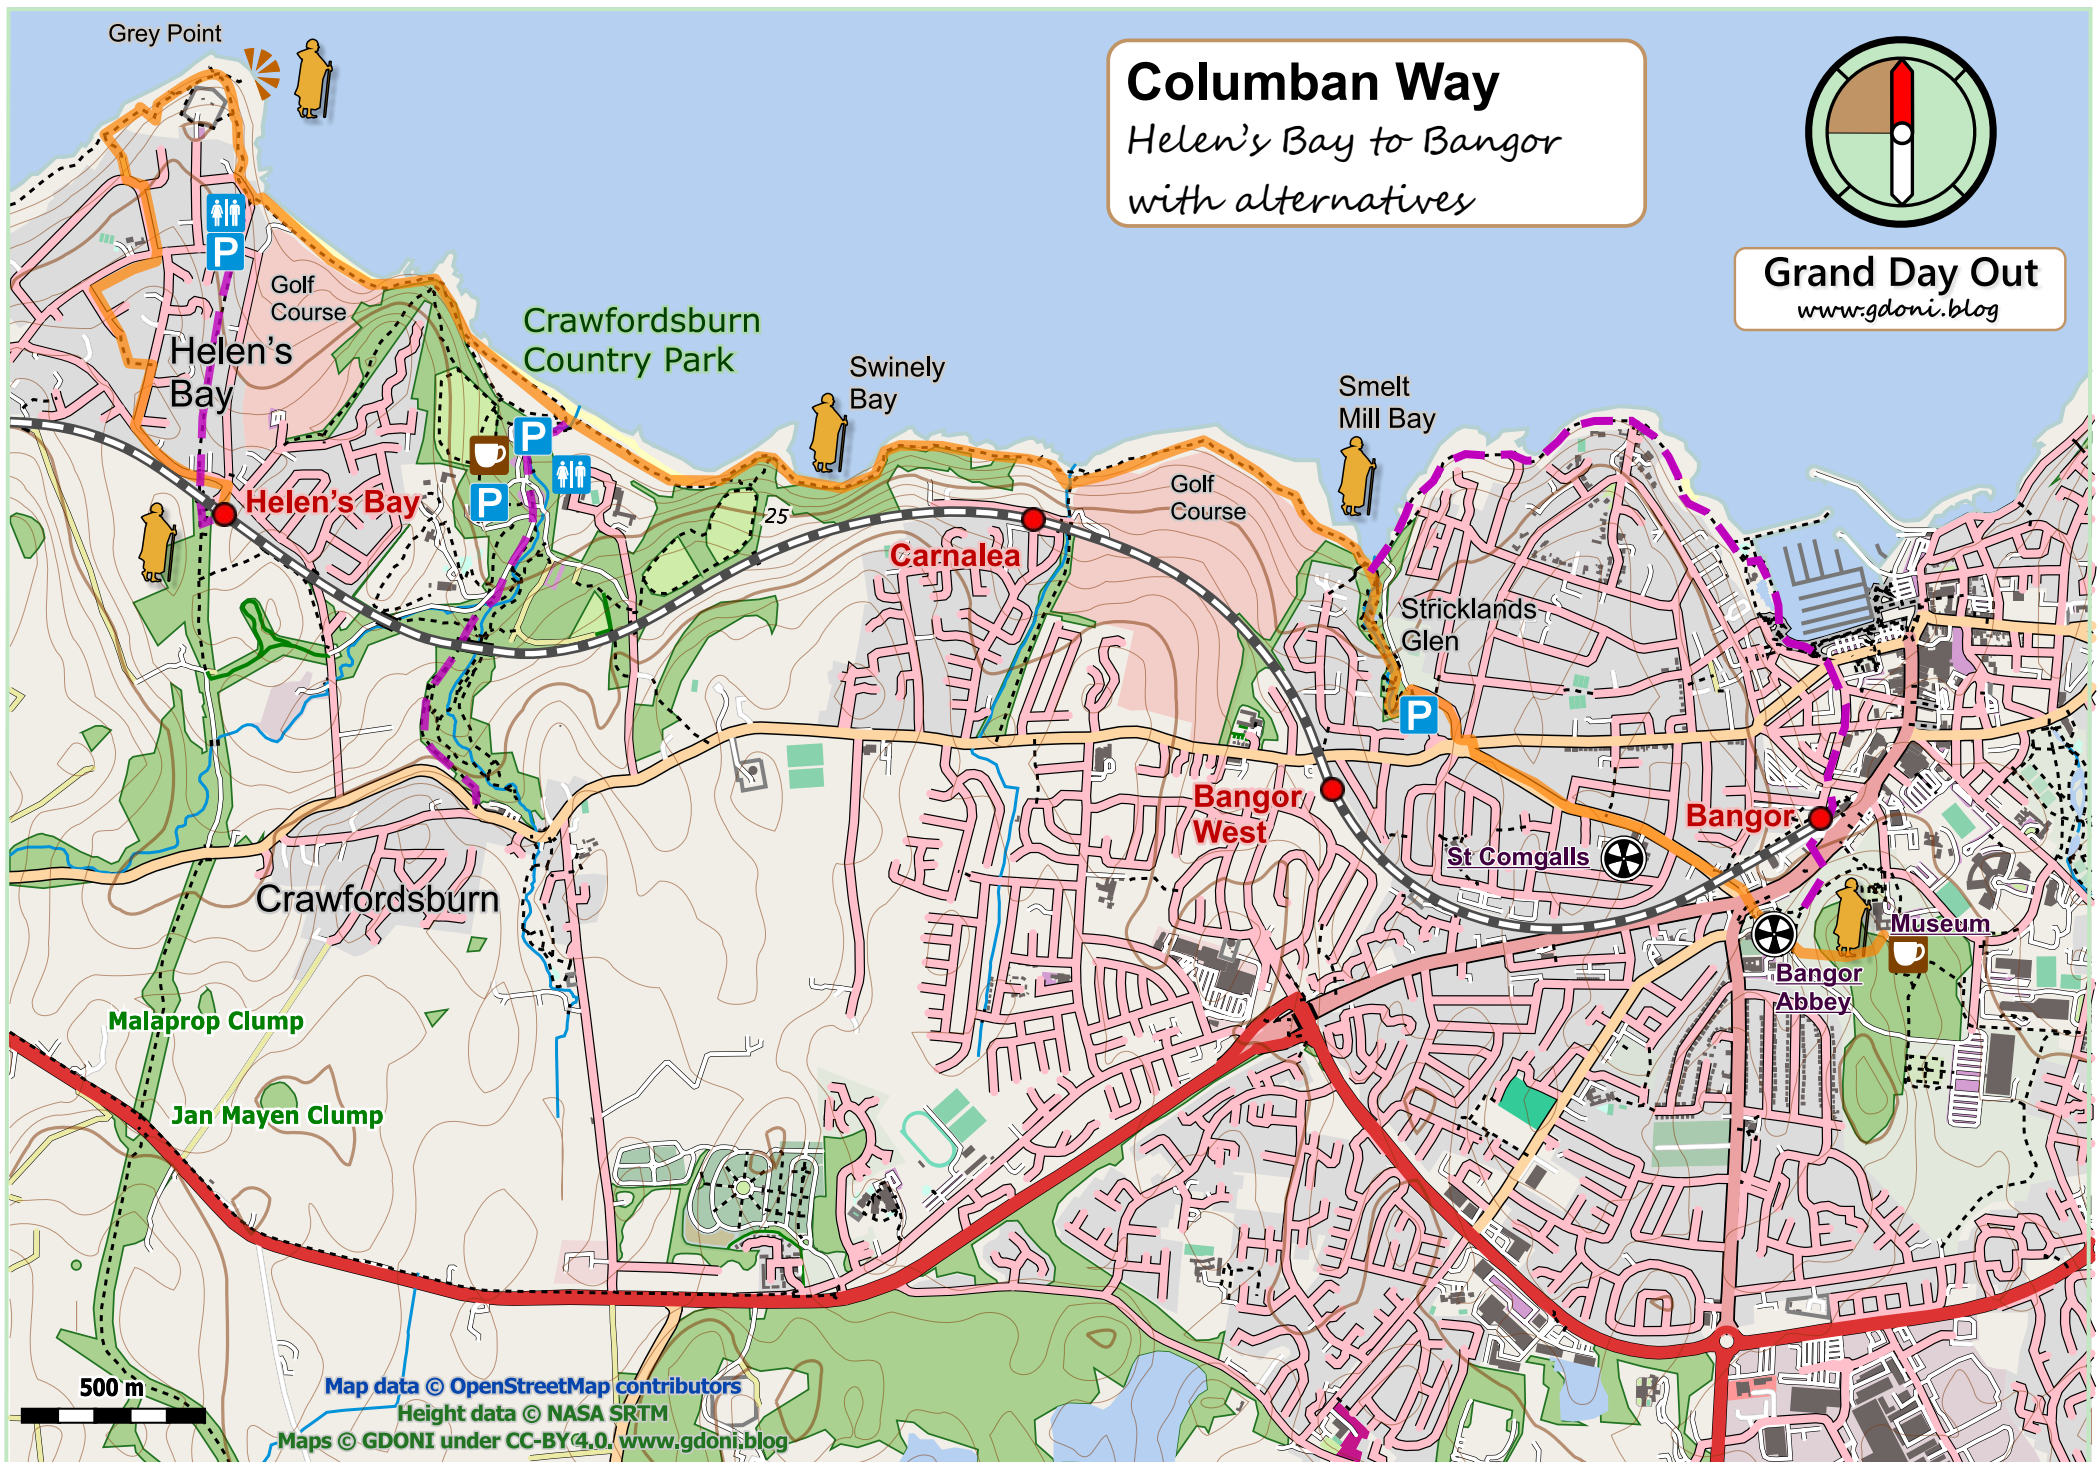 Grey Point
Columban Way
Helen's Bay to Bangor
with alternatives
Grand Day Out
www.gdoni.blog
P
Golf
Course
Helen's
Bay
Crawfordsburn
Country Park
Swinely
Bay
Smelt
Mill Bay
P
P
Helen's Bay
25
Carnalea
Golf
Course
Stricklands
Glen
P
Bangor
West
Bangor
St Comgalls
Crawfordsburn
Museum
Bangor
Abbey
Malaprop Clump
Jan Mayen Clump
500 m
Map data © OpenStreetMap contributors
Height data © NASA SRTM
Maps © GDONI under CC-BY 4.0. www.gdoni.blog